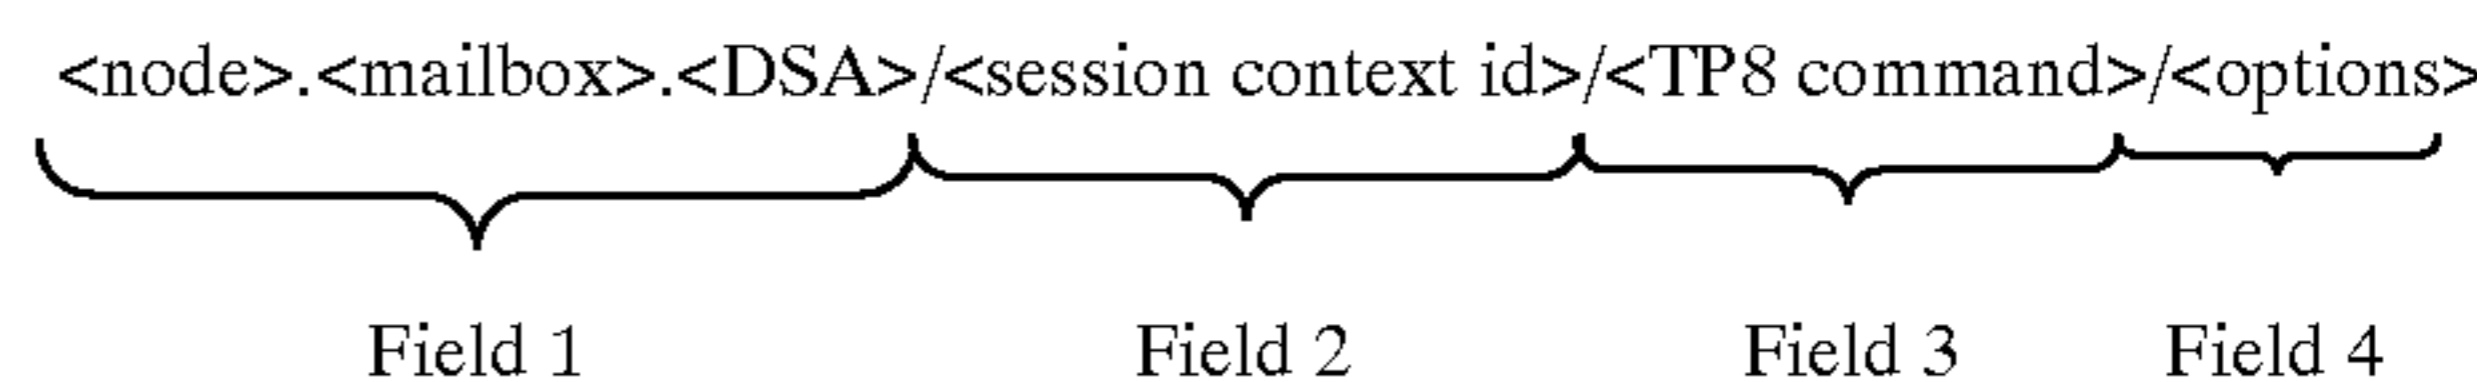 <node>.<mailbox>.<DSA>/<session context id>/<TP8 command>/<options>
Field 1 Field 2 Field 3 Field 4